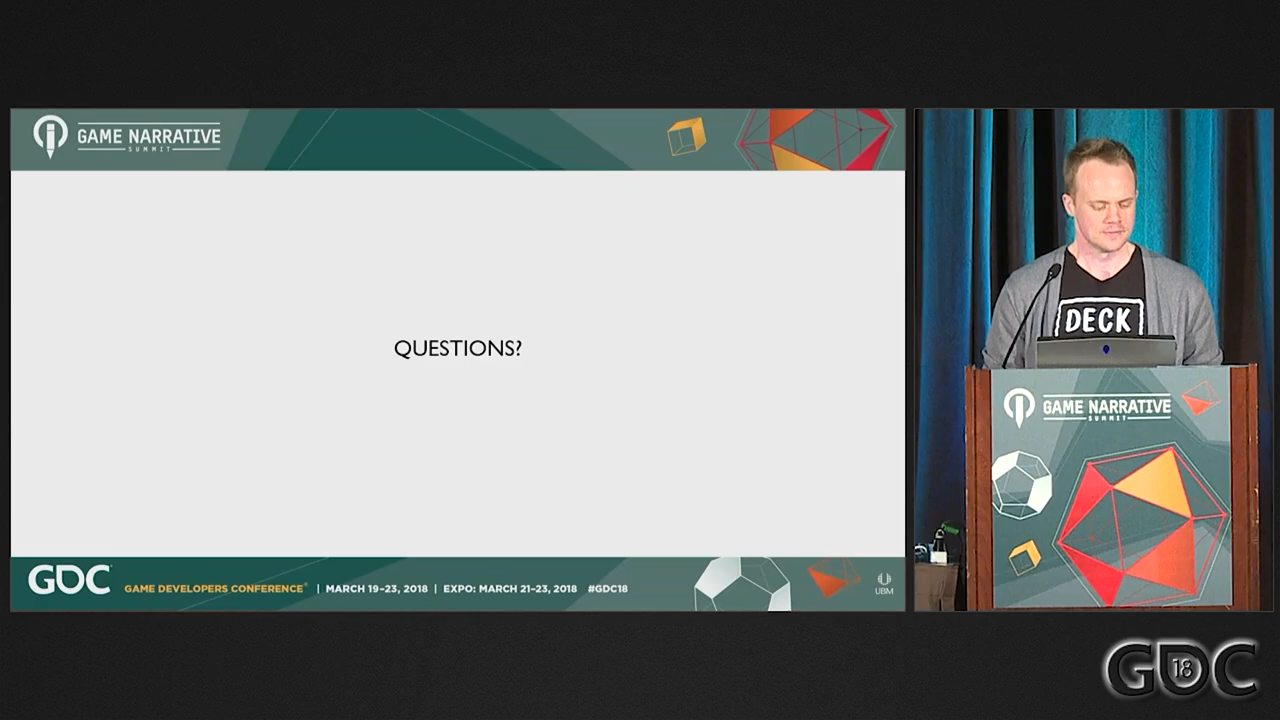 GAME NARRATIVE
SUMMIT
QUESTIONS?
GDC GAME DEVELOPERS CONFERENCE® | MARCH 19–23, 2018 | EXPO: MARCH 21–23, 2018 #GDC18
UBM
DECK
GAME NARRATIVE
SUMMIT
GDC
18